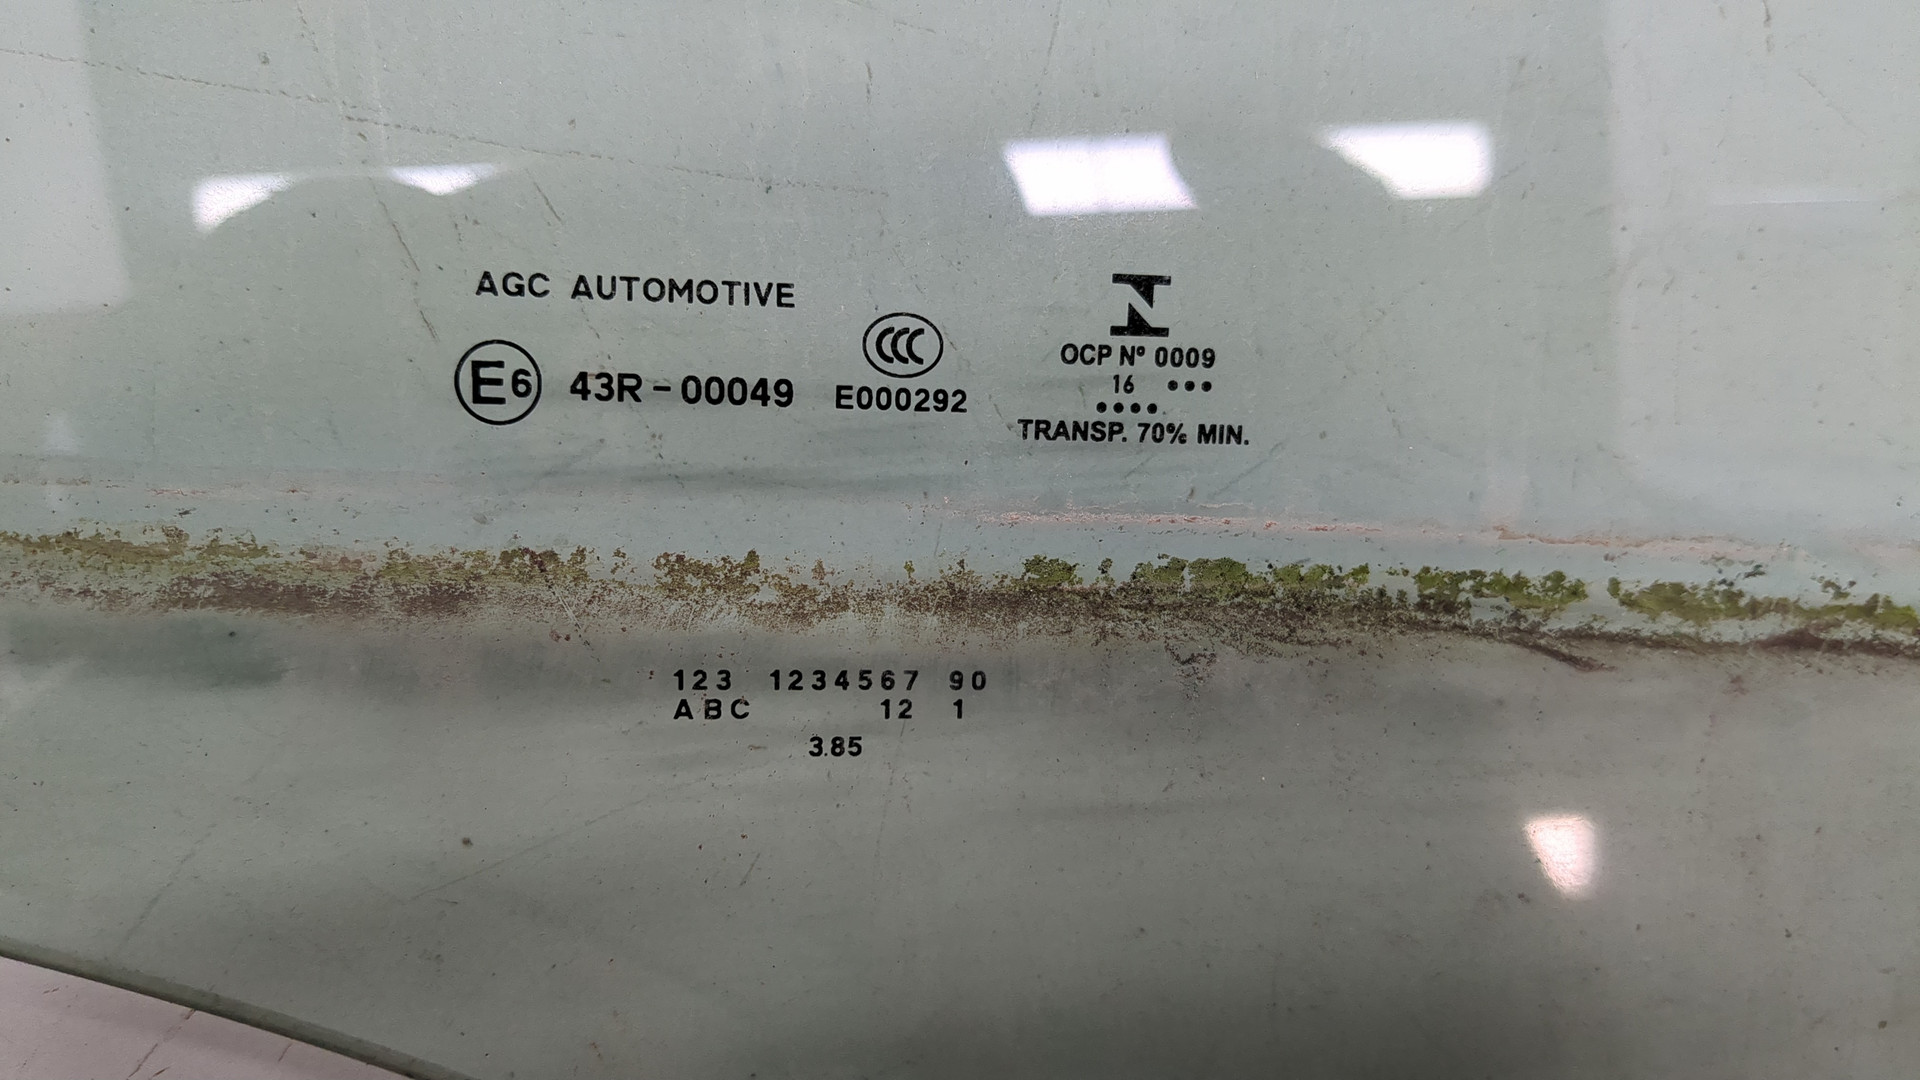 AGC AUTOMOTIVE
E6 43R-00049
CCC
E000292
OCP Nº 0009
16 •••
••••
TRANSP. 70% MIN.
123 1234567 90
ABC 12 1
3.85